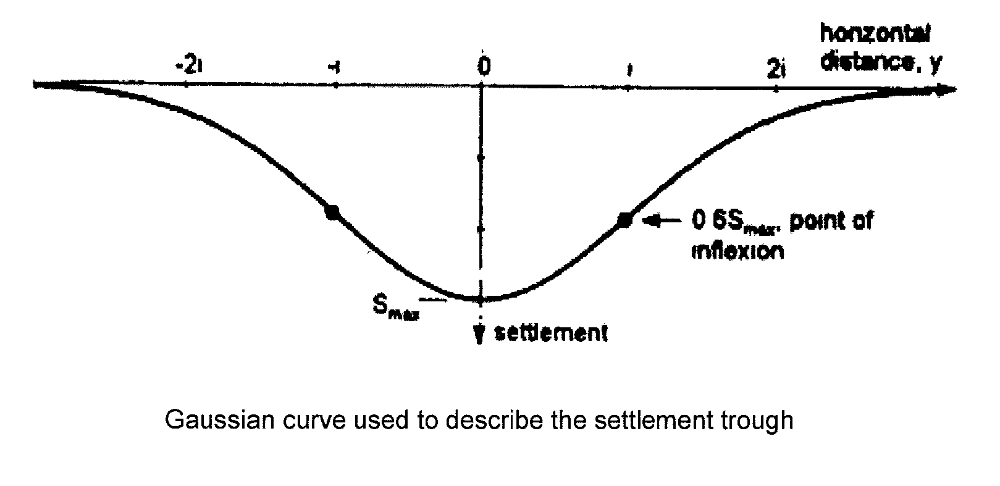 horizontal
distance, y
-2i -i 0 i 2i
0.6Smax, point of
inflexion
Smax
settlement
Gaussian curve used to describe the settlement trough